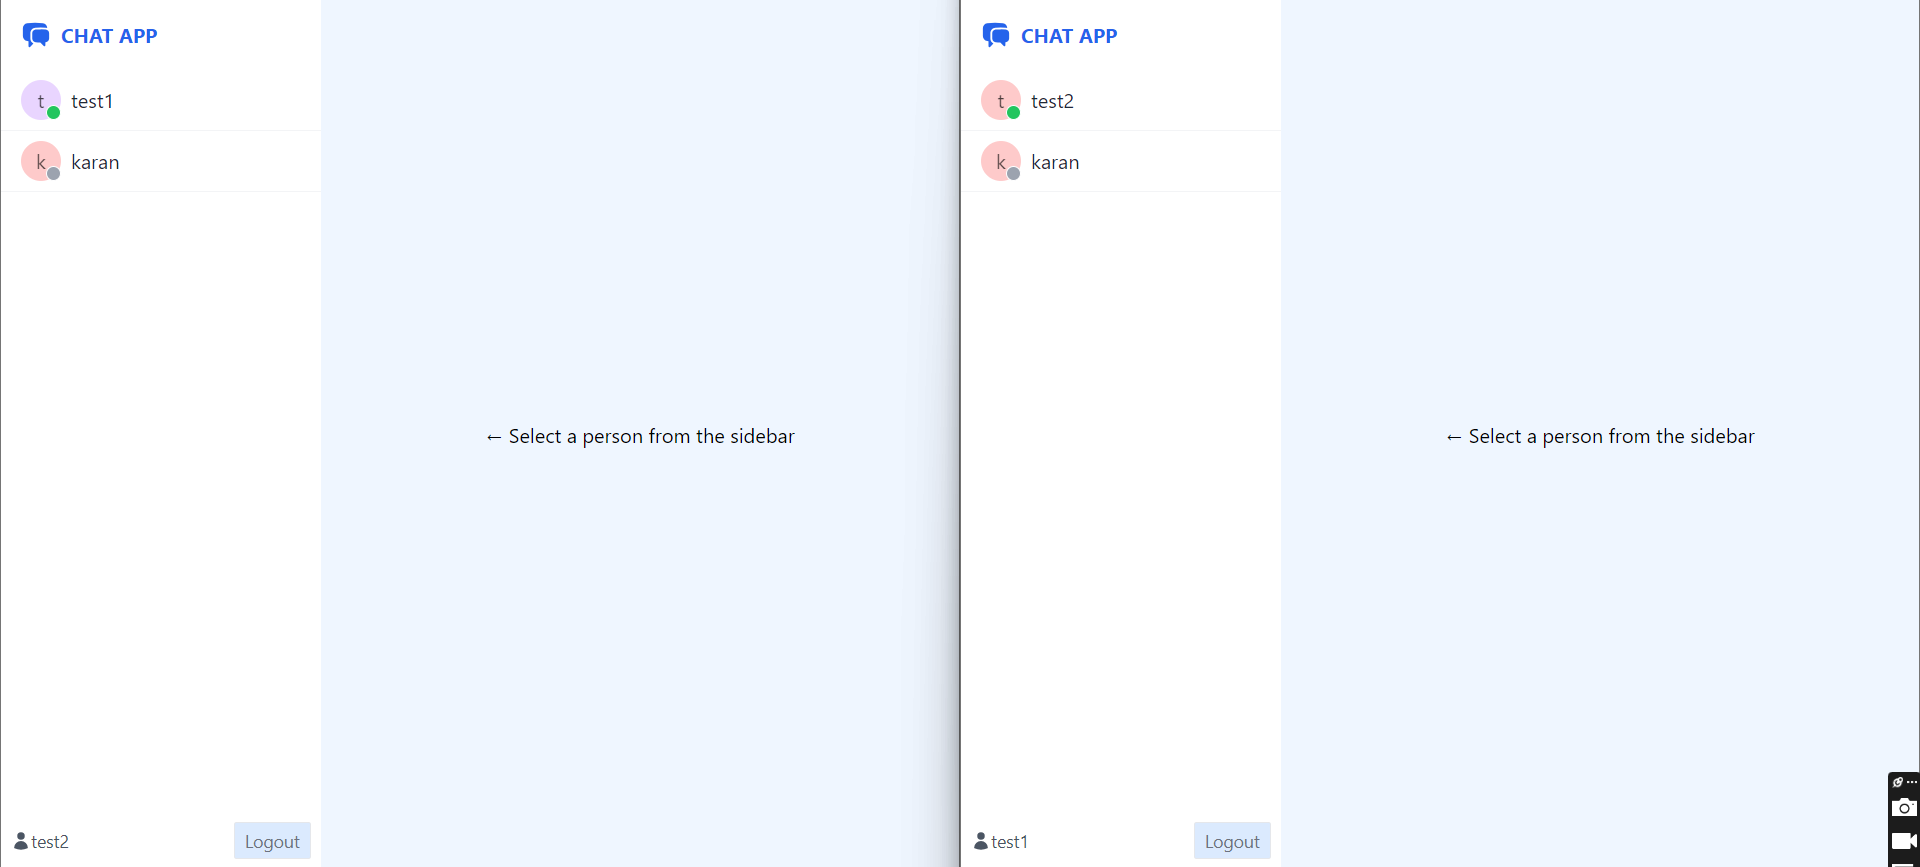 CHAT APP
t test1
k karan
← Select a person from the sidebar
test2 Logout
CHAT APP
t test2
k karan
← Select a person from the sidebar
test1 Logout